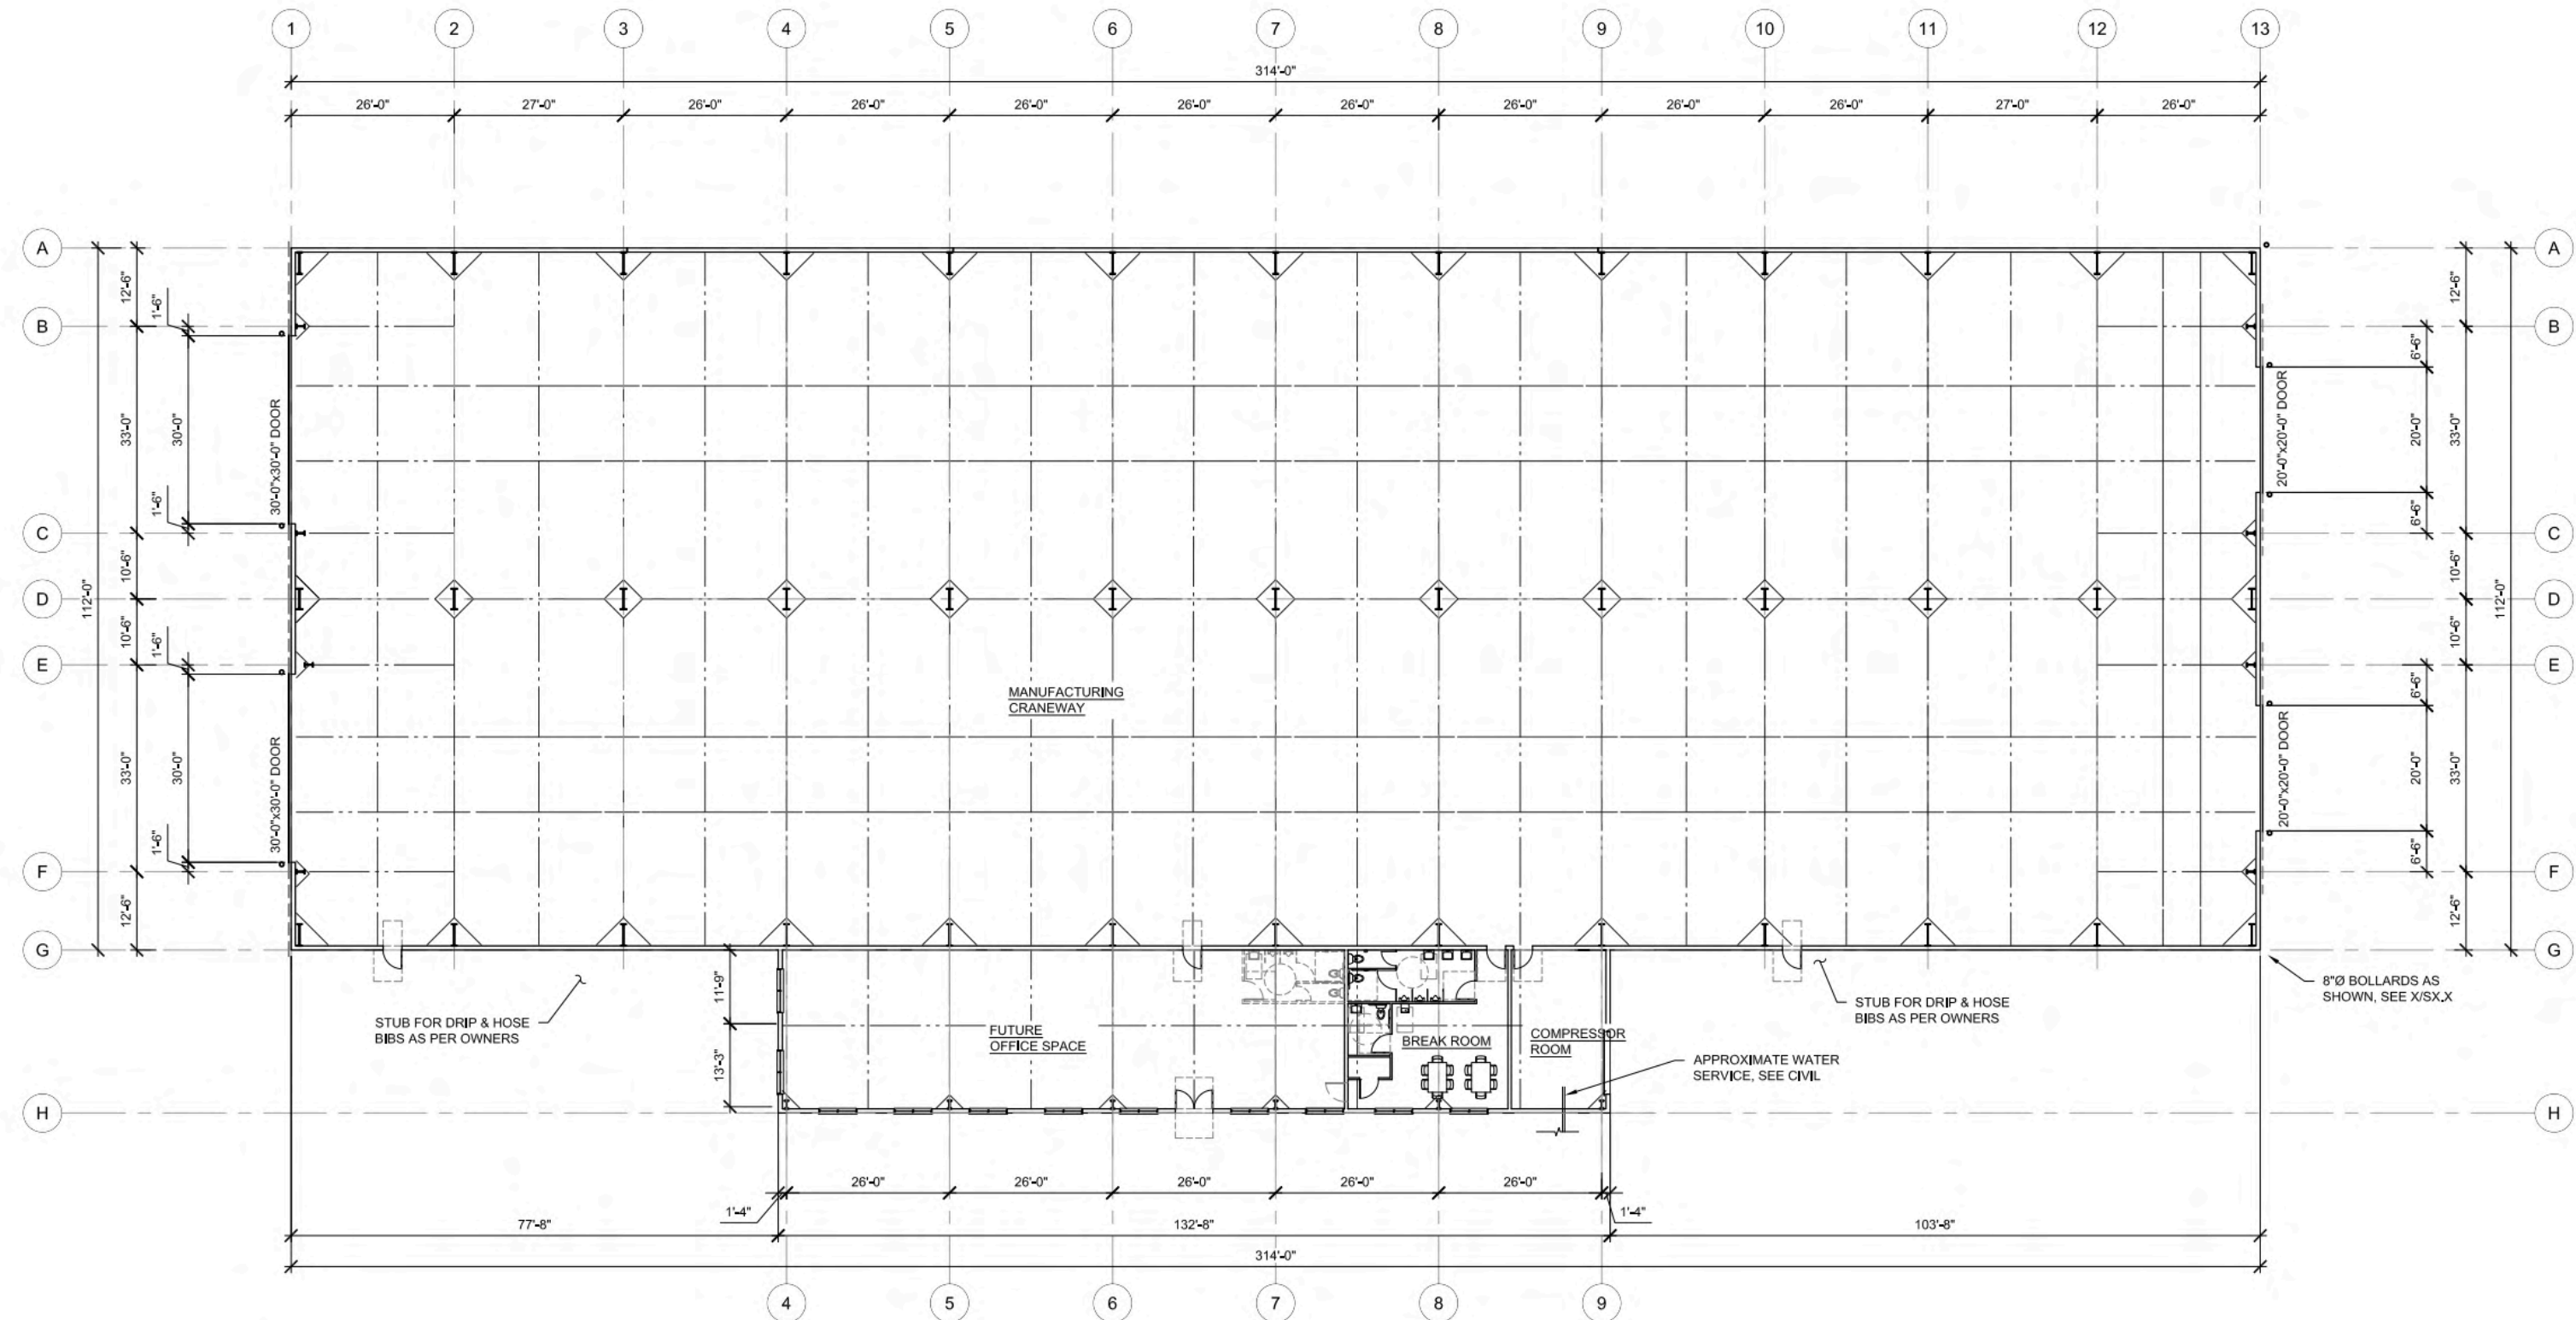 1 2 3 4 5 6 7 8 9 10 11 12 13
314'-0"
26'-0" 27'-0" 26'-0" 26'-0" 26'-0" 26'-0" 26'-0" 26'-0" 26'-0" 26'-0" 27'-0" 26'-0"
A
B
C
D
E
F
G
H
112'-0"
12'-6"
33'-0"
10'-6"
10'-6"
33'-0"
12'-6"
1'-6"
30'-0"
1'-6"
1'-6"
30'-0"
1'-6"
30'-0"x30'-0" DOOR
30'-0"x30'-0" DOOR
MANUFACTURING
CRANEWAY
20'-0"x20'-0" DOOR
20'-0"x20'-0" DOOR
6'-6"
20'-0"
6'-6"
6'-6"
20'-0"
6'-6"
12'-6"
33'-0"
10'-6"
10'-6"
33'-0"
12'-6"
112'-0"
A
B
C
D
E
F
G
H
8"Ø BOLLARDS AS
SHOWN, SEE X/SX.X
STUB FOR DRIP & HOSE
BIBS AS PER OWNERS
11'-9"
13'-3"
FUTURE
OFFICE SPACE
BREAK ROOM
COMPRESSOR
ROOM
STUB FOR DRIP & HOSE
BIBS AS PER OWNERS
APPROXIMATE WATER
SERVICE, SEE CIVIL
26'-0" 26'-0" 26'-0" 26'-0" 26'-0"
1'-4" 1'-4"
77'-8" 132'-8" 103'-8"
314'-0"
4 5 6 7 8 9